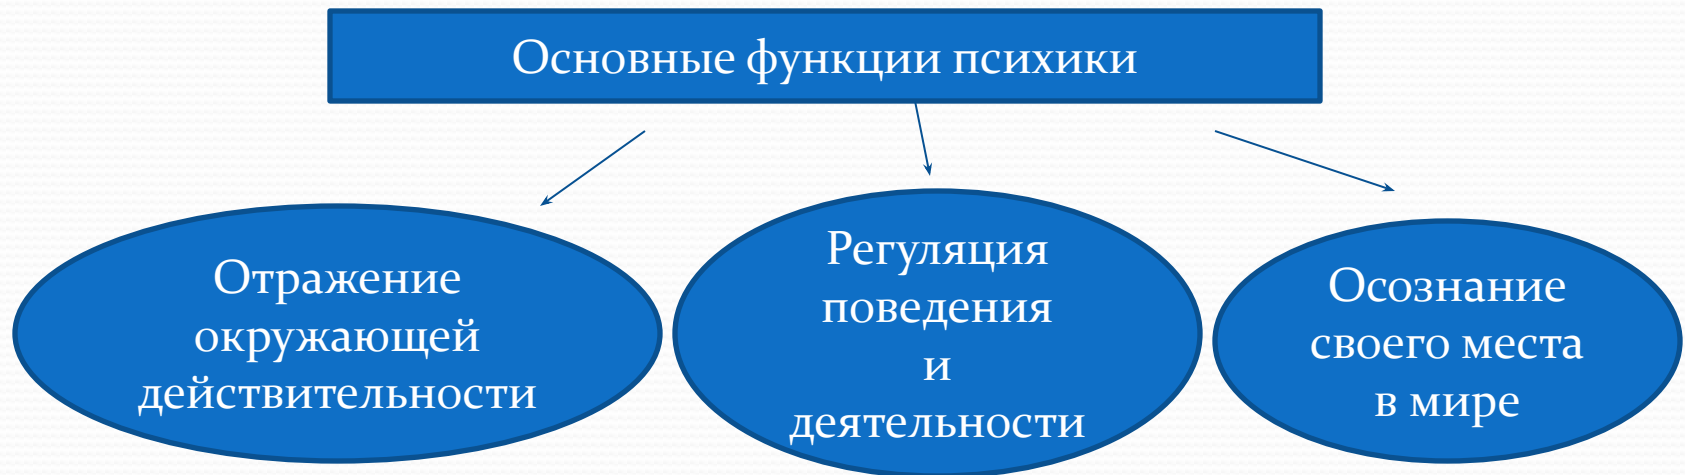 Основные функции психики
Отражение
окружающей
действительности
Регуляция
поведения
и
деятельности
Осознание
своего места
в мире